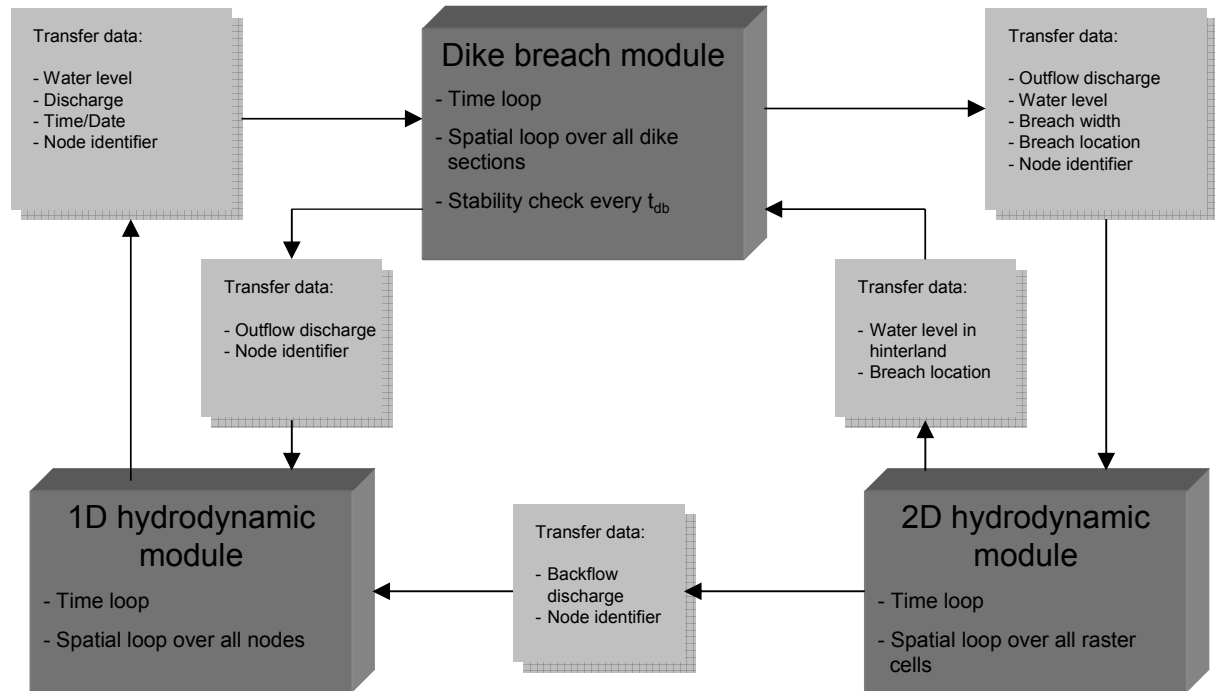 Transfer data:
- Water level
- Discharge
- Time/Date
- Node identifier
Dike breach module
- Time loop
- Spatial loop over all dike
sections
- Stability check every tdb
Transfer data:
- Outflow discharge
- Water level
- Breach width
- Breach location
- Node identifier
Transfer data:
- Outflow discharge
- Node identifier
Transfer data:
- Water level in
hinterland
- Breach location
1D hydrodynamic
module
- Time loop
- Spatial loop over all nodes
Transfer data:
- Backflow
discharge
- Node identifier
2D hydrodynamic
module
- Time loop
- Spatial loop over all raster
cells